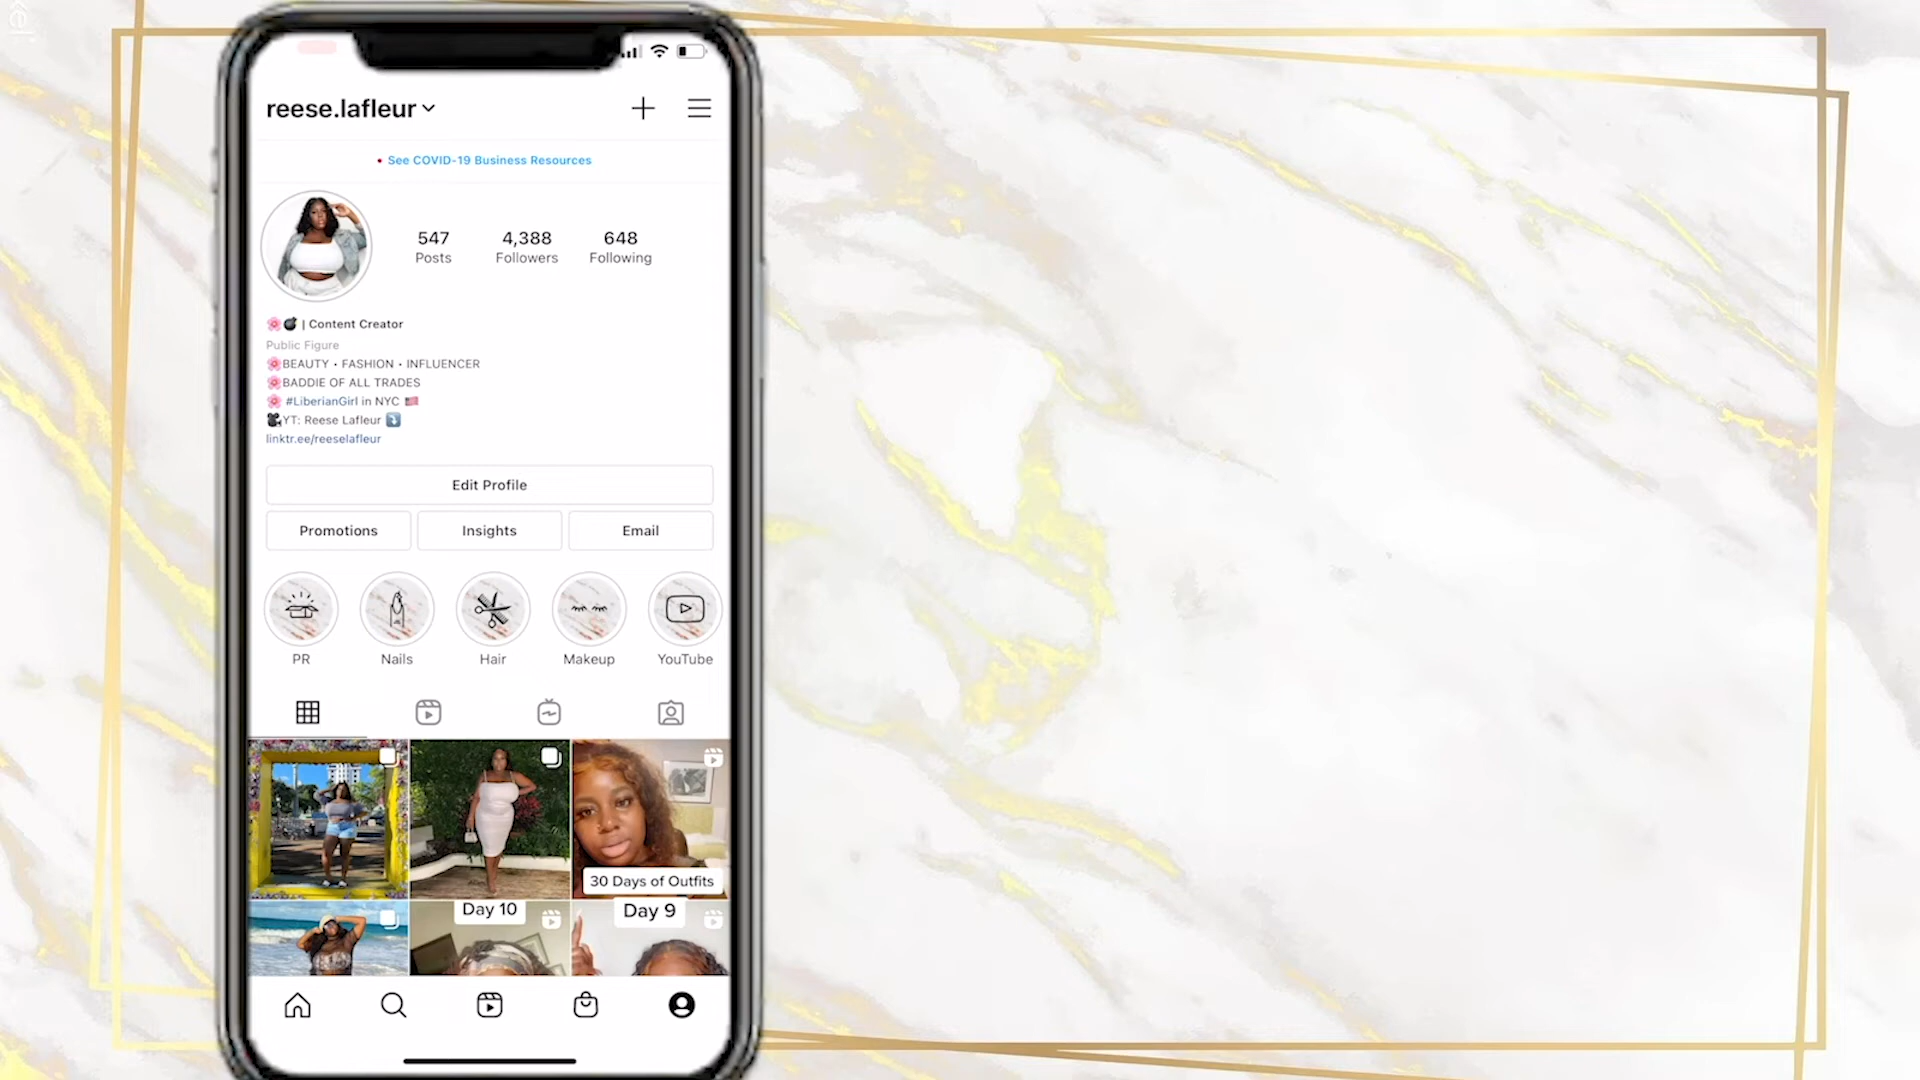 reese.lafleur
• See COVID-19 Business Resources
547 4,388 648
Posts Followers Following
🌸💣 | Content Creator
Public Figure
🌸BEAUTY • FASHION • INFLUENCER
🌸BADDIE OF ALL TRADES
🌸 #LiberianGirl in NYC 🇺🇸
🎥YT: Reese Lafleur ⤵️
linktr.ee/reeselafleur
Edit Profile
Promotions Insights Email
PR Nails Hair Makeup YouTube
30 Days of Outfits
Day 10 Day 9